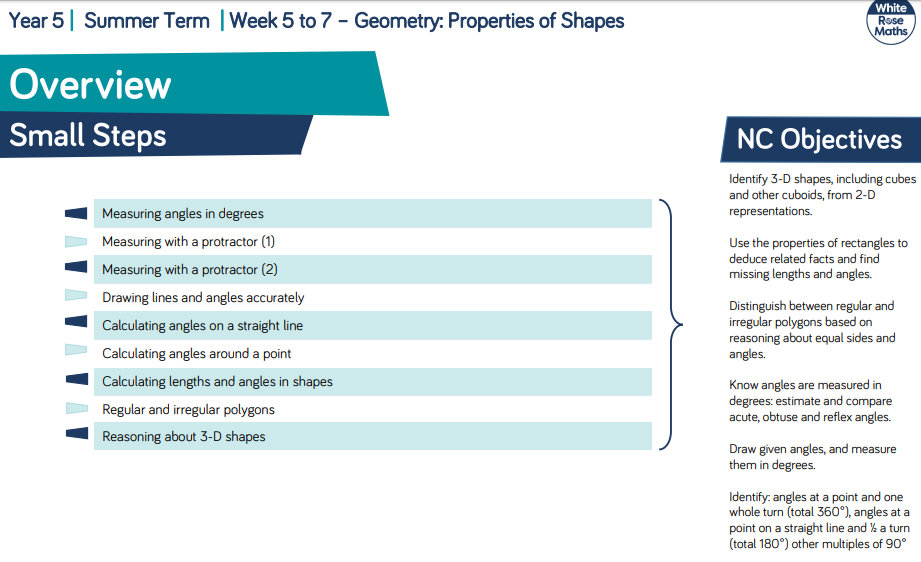 Year 5 | Summer Term | Week 5 to 7 – Geometry: Properties of Shapes
White
Rose
Maths
Overview
Small Steps
Measuring angles in degrees
Measuring with a protractor (1)
Measuring with a protractor (2)
Drawing lines and angles accurately
Calculating angles on a straight line
Calculating angles around a point
Calculating lengths and angles in shapes
Regular and irregular polygons
Reasoning about 3-D shapes
NC Objectives
Identify 3-D shapes, including cubes
and other cuboids, from 2-D
representations.
Use the properties of rectangles to
deduce related facts and find
missing lengths and angles.
Distinguish between regular and
irregular polygons based on
reasoning about equal sides and
angles.
Know angles are measured in
degrees: estimate and compare
acute, obtuse and reflex angles.
Draw given angles, and measure
them in degrees.
Identify: angles at a point and one
whole turn (total 360°), angles at a
point on a straight line and ½ a turn
(total 180°) other multiples of 90°